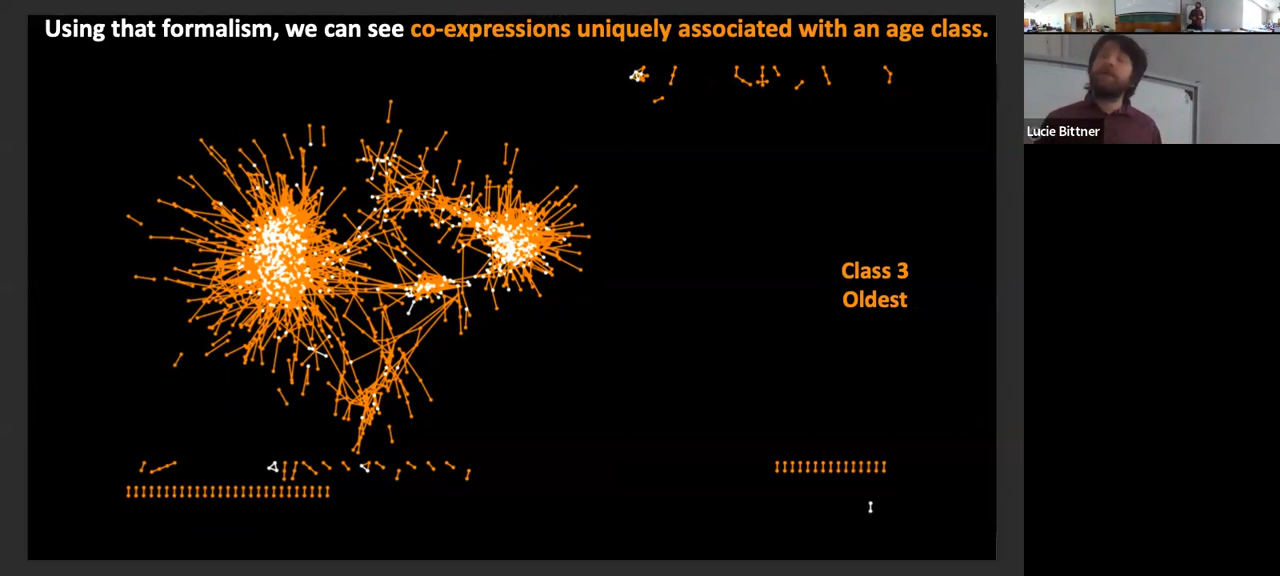 Using that formalism, we can see co-expressions uniquely associated with an age class.
Lucie Bittner
Class 3
Oldest